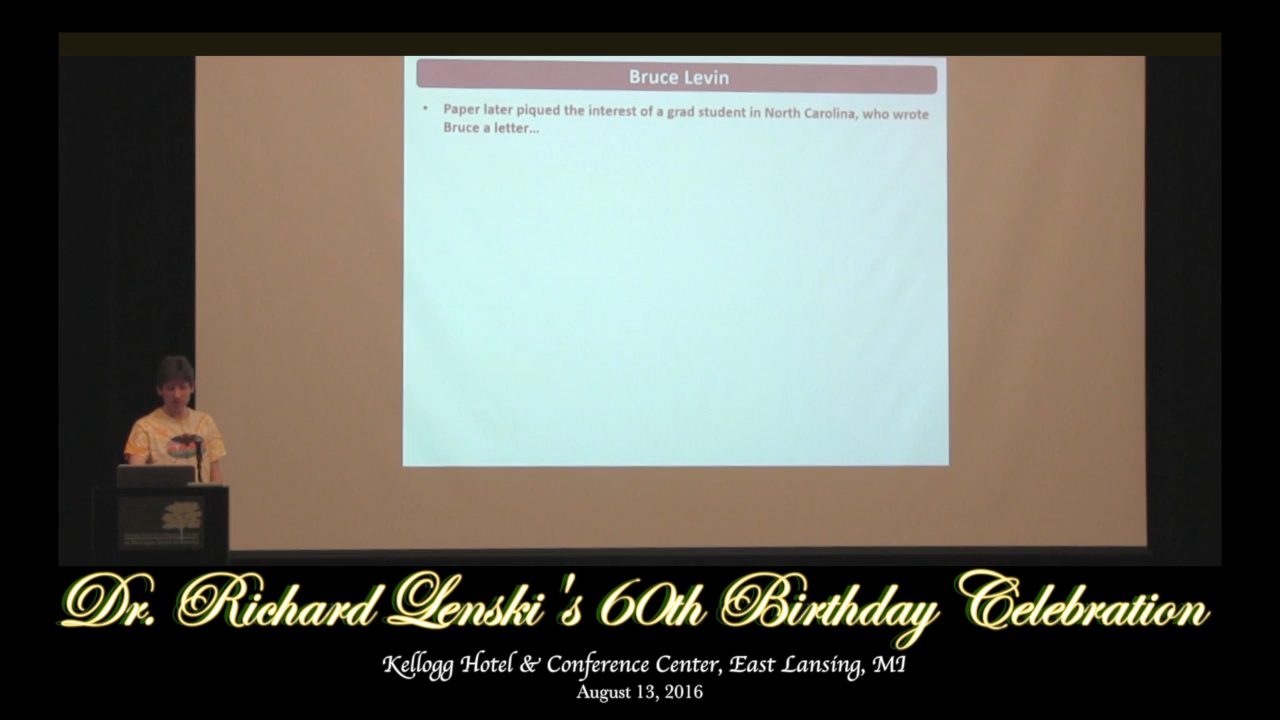 Bruce Levin
• Paper later piqued the interest of a grad student in North Carolina, who wrote
Bruce a letter...
Dr. Richard Lenski's 60th Birthday Celebration
Kellogg Hotel & Conference Center, East Lansing, MI
August 13, 2016